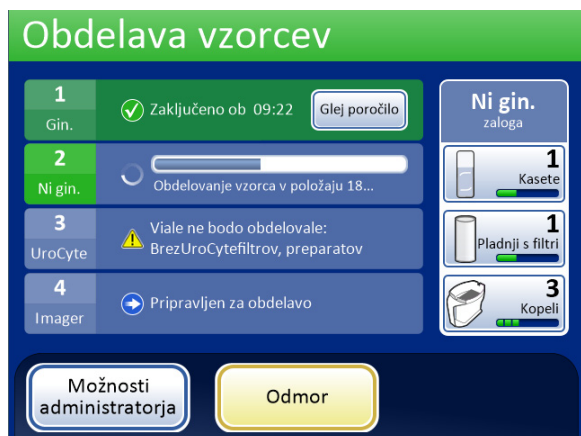 Obdelava vzorcev
1
Gin.
Zaključeno ob 09:22
Glej poročilo
2
Ni gin.
Obdelovanje vzorca v položaju 18...
3
UroCyte
Viale ne bodo obdelovale:
BrezUroCytefiltrov, preparatov
4
Imager
Pripravljen za obdelavo
Ni gin.
zaloga
1
Kasete
1
Pladnji s filtri
3
Kopeli
Možnosti
administratorja
Odmor